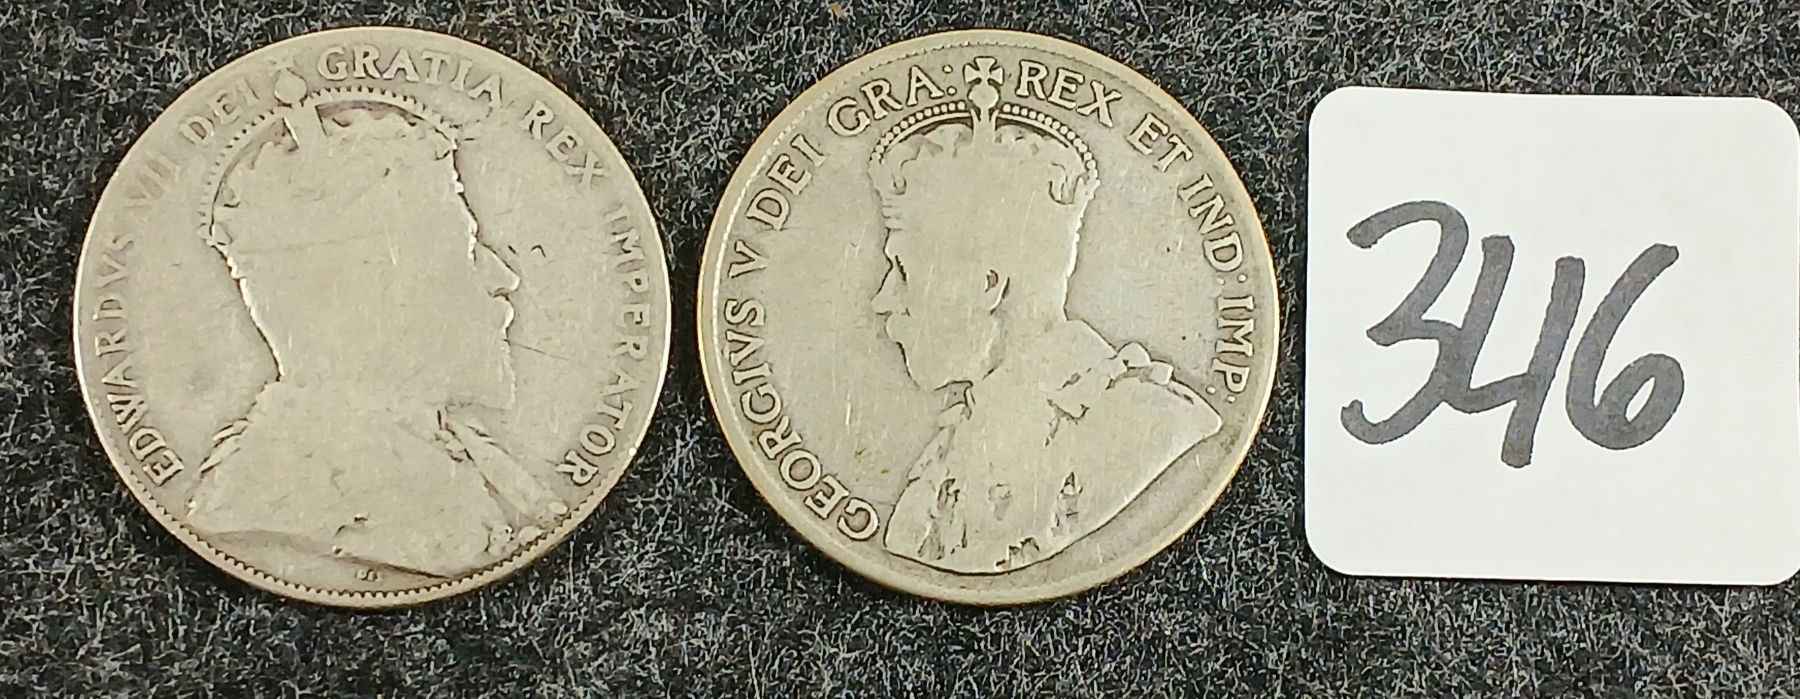 EDWARDVS VII DEI GRATIA REX IMPERATOR
GEORGIVS V DEI GRA: REX ET IND: IMP:
346